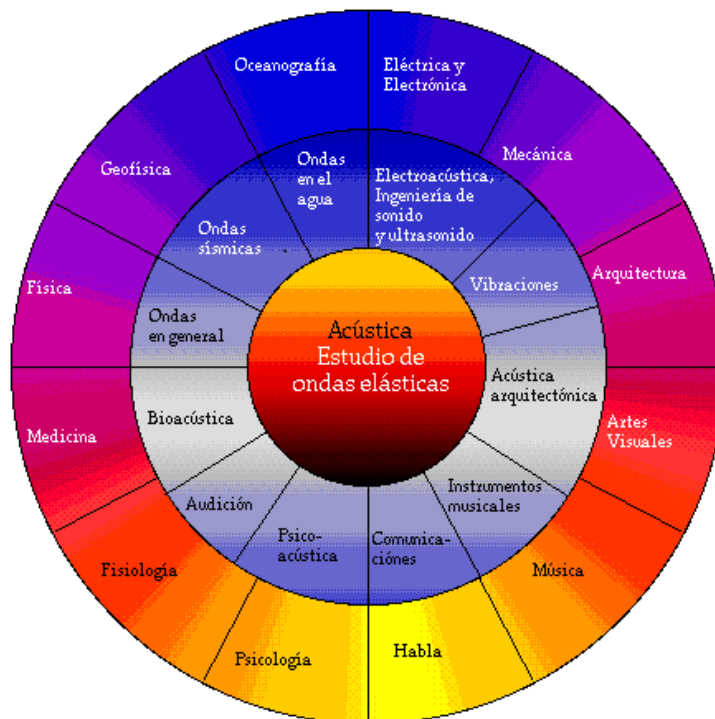 Oceanografía
Eléctrica y
Electrónica
Geofísica
Mecánica
Ondas
en el
agua
Electroacústica,
Ingeniería de
sonido
y ultrasonido
Ondas
sísmicas
Física
Vibraciones
Arquitectura
Ondas
en general
Acústica
Estudio de
ondas elásticas
Acústica
arquitectónica
Medicina
Bioacústica
Artes
Visuales
Audición
Instrumentos
musicales
Psico-
acústica
Comunica-
ciónes
Fisiología
Música
Psicología
Habla